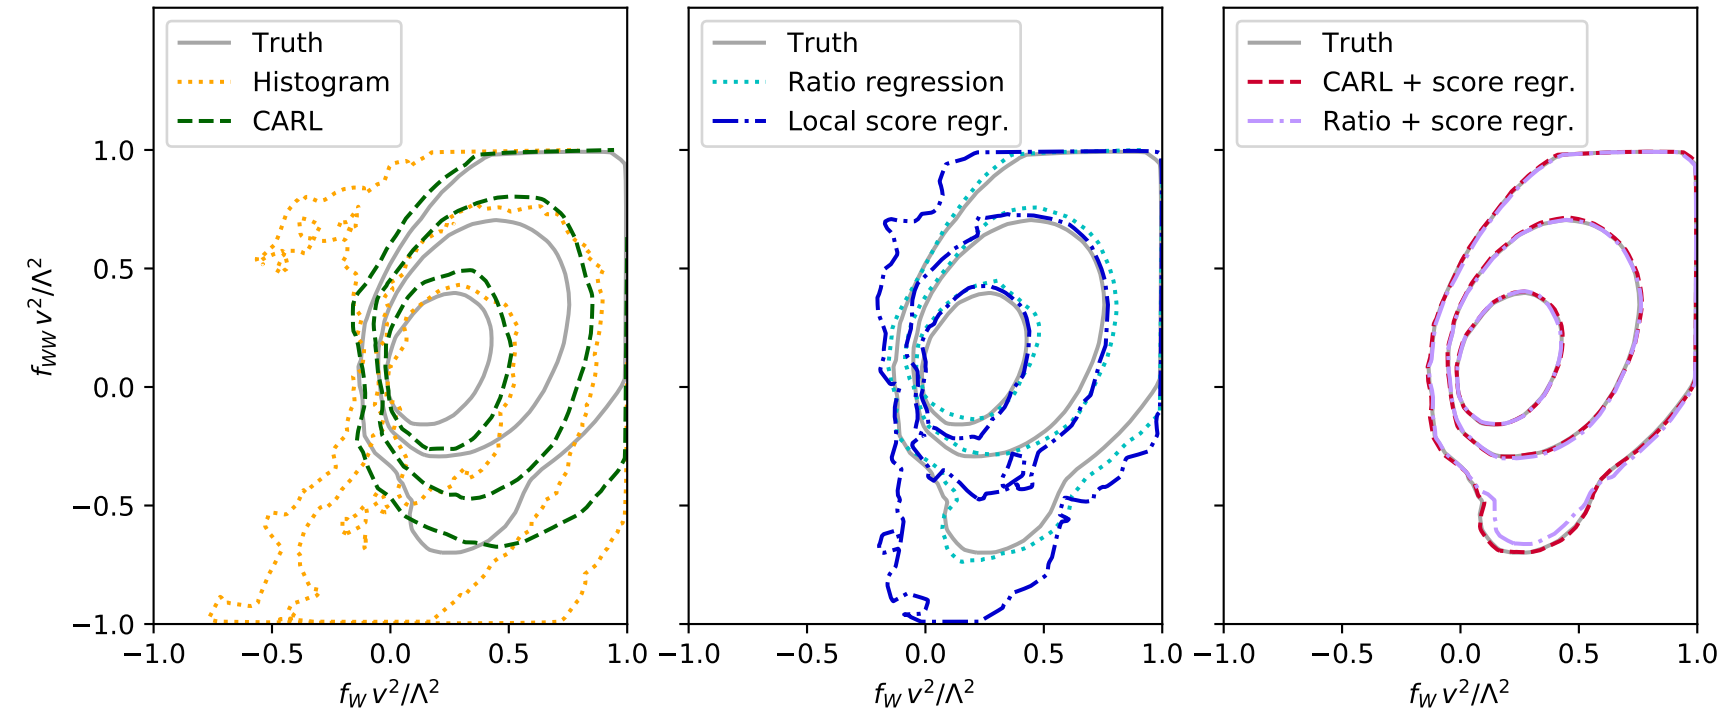 Truth
Histogram
CARL
Truth
Ratio regression
Local score regr.
Truth
CARL + score regr.
Ratio + score regr.
1.0
0.5
0.0
−0.5
−1.0
f_{WW} v²/Λ²
−1.0 −0.5 0.0 0.5 1.0
−1.0 −0.5 0.0 0.5 1.0
−1.0 −0.5 0.0 0.5 1.0
f_W v²/Λ²
f_W v²/Λ²
f_W v²/Λ²